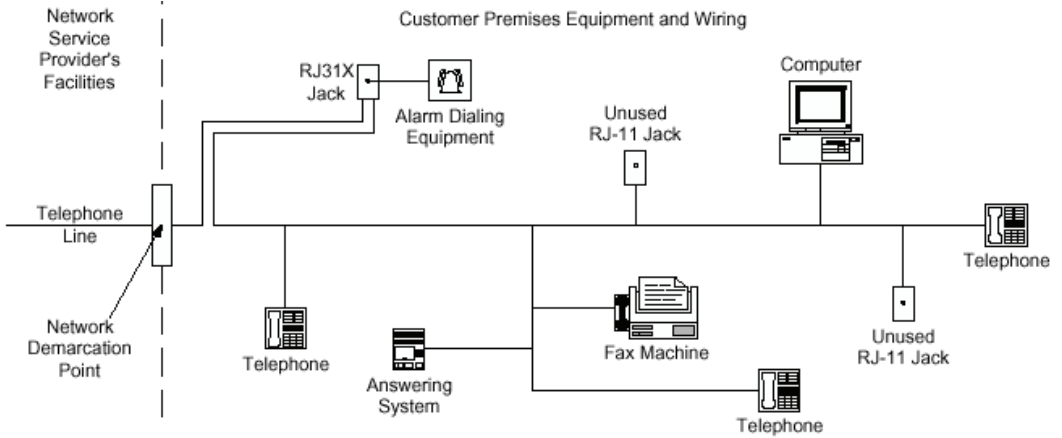 Network
Service
Provider's
Facilities
Customer Premises Equipment and Wiring
RJ31X
Jack
Alarm Dialing
Equipment
Unused
RJ-11 Jack
Computer
Telephone
Line
Network
Demarcation
Point
Telephone
Answering
System
Fax Machine
Telephone
Unused
RJ-11 Jack
Telephone